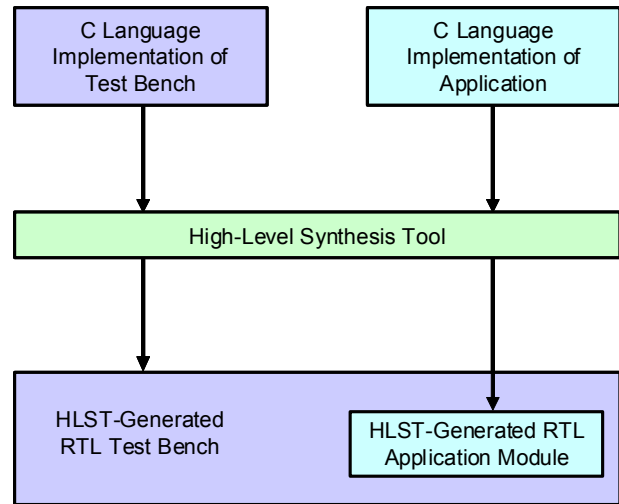 C Language
Implementation of
Test Bench
C Language
Implementation of
Application
High-Level Synthesis Tool
HLST-Generated
RTL Test Bench
HLST-Generated RTL
Application Module